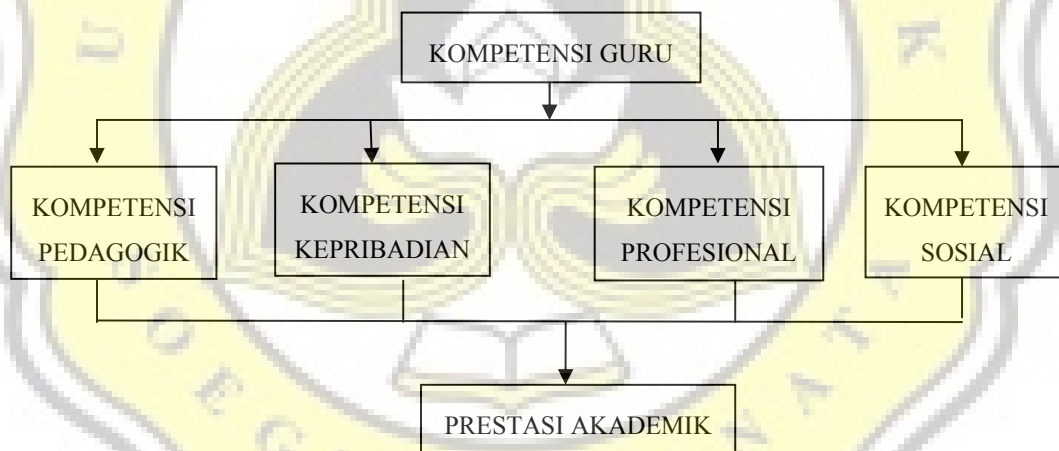 KOMPETENSI GURU
KOMPETENSI
PEDAGOGIK
KOMPETENSI
KEPRIBADIAN
KOMPETENSI
PROFESIONAL
KOMPETENSI
SOSIAL
PRESTASI AKADEMIK